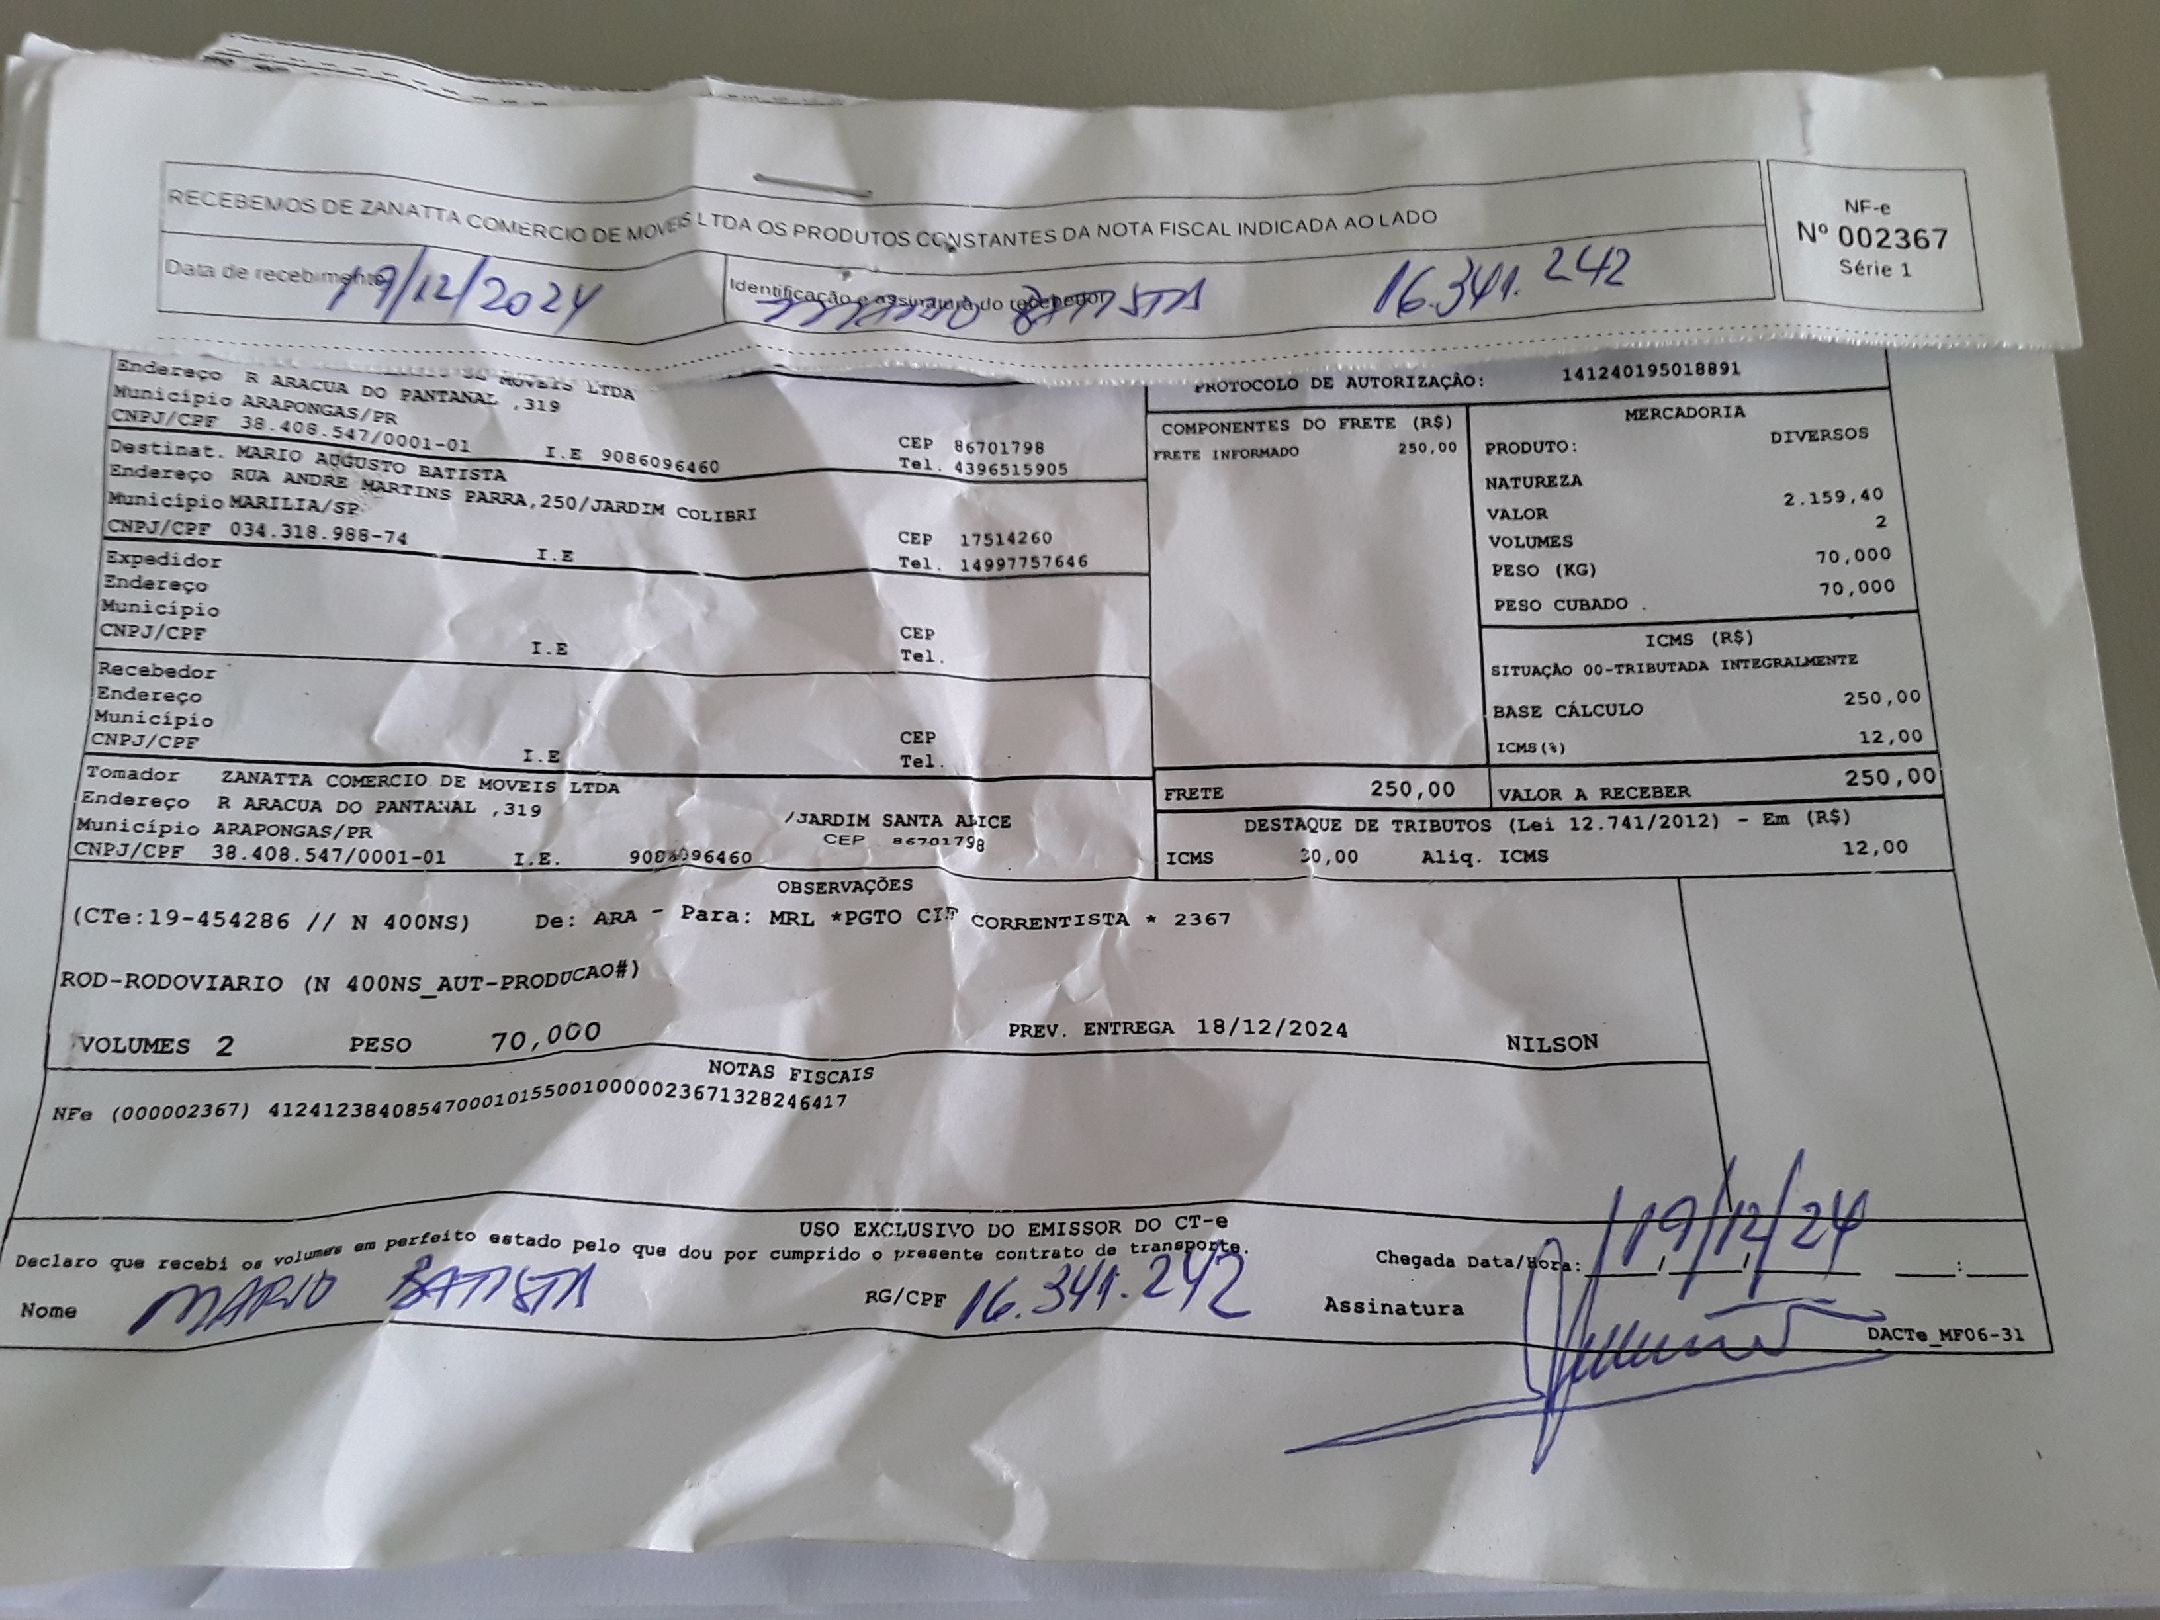 RECEBEMOS DE ZANATTA COMERCIO DE MOVEIS LTDA OS PRODUTOS CONSTANTES DA NOTA FISCAL INDICADA AO LADO
NF-e
Nº 002367
Série 1
Data de recebimento 19/12/2024
Identificação e assinatura do recebedor BATISTA 16.341.242
MOVEIS LTDA
Endereço R ARACUA DO PANTANAL ,319
Município ARAPONGAS/PR CEP 86701798
CNPJ/CPF 38.408.547/0001-01 I.E 9086096460 Tel. 4396515905
Destinat. MARIO AUGUSTO BATISTA
Endereço RUA ANDRE MARTINS PARRA,250/JARDIM COLIBRI
Município MARILIA/SP CEP 17514260
CNPJ/CPF 034.318.988-74 I.E Tel. 14997757646
Expedidor
Endereço
Município CEP
CNPJ/CPF I.E Tel.
Recebedor
Endereço
Município CEP
CNPJ/CPF I.E Tel.
Tomador ZANATTA COMERCIO DE MOVEIS LTDA
Endereço R ARACUA DO PANTANAL ,319 /JARDIM SANTA ALICE
Município ARAPONGAS/PR CEP 86701798
CNPJ/CPF 38.408.547/0001-01 I.E. 9086096460
PROTOCOLO DE AUTORIZAÇÃO: 141240195018891
COMPONENTES DO FRETE (R$)
FRETE INFORMADO 250,00
MERCADORIA
PRODUTO: DIVERSOS
NATUREZA
VALOR 2.159,40
VOLUMES 2
PESO (KG) 70,000
PESO CUBADO . 70,000
ICMS (R$)
SITUAÇÃO 00-TRIBUTADA INTEGRALMENTE
BASE CÁLCULO 250,00
ICMS(%) 12,00
FRETE 250,00 VALOR A RECEBER 250,00
DESTAQUE DE TRIBUTOS (Lei 12.741/2012) - Em (R$)
ICMS 30,00 Aliq. ICMS 12,00
OBSERVAÇÕES
(CTe:19-454286 // N 400NS) De: ARA - Para: MRL *PGTO CIF CORRENTISTA * 2367
ROD-RODOVIARIO (N 400NS_AUT-PRODUCAO#)
VOLUMES 2 PESO 70,000 PREV. ENTREGA 18/12/2024 NILSON
NOTAS FISCAIS
NFe (000002367) 41241238408547000101550010000023671328246417
USO EXCLUSIVO DO EMISSOR DO CT-e
Declaro que recebi os volumes em perfeito estado pelo que dou por cumprido o presente contrato de transporte.
Chegada Data/Hora: 19/12/24 :
Nome MARIO BATISTA RG/CPF 16.341.242 Assinatura
DACTe_MF06-31